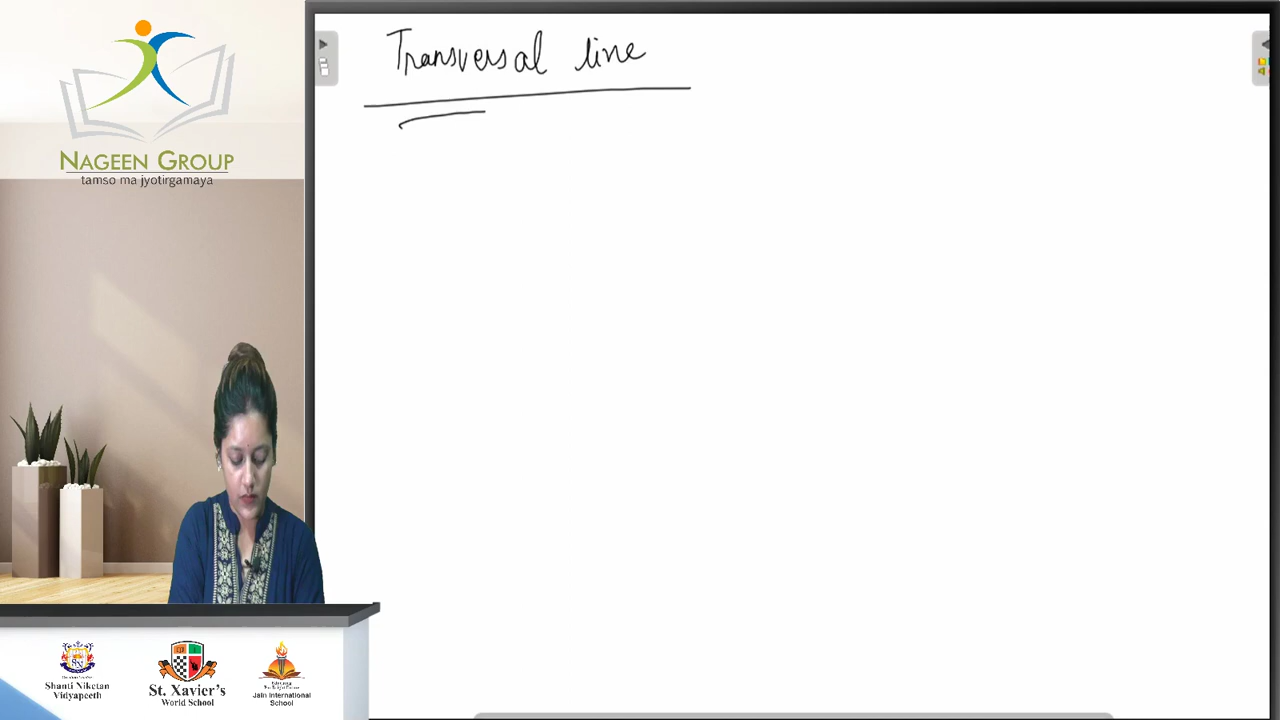 Transversal line
NAGEEN GROUP
tamso ma jyotirgamaya
Shanti Niketan
Vidyapeeth
St. Xavier's
World School
Jain International
School